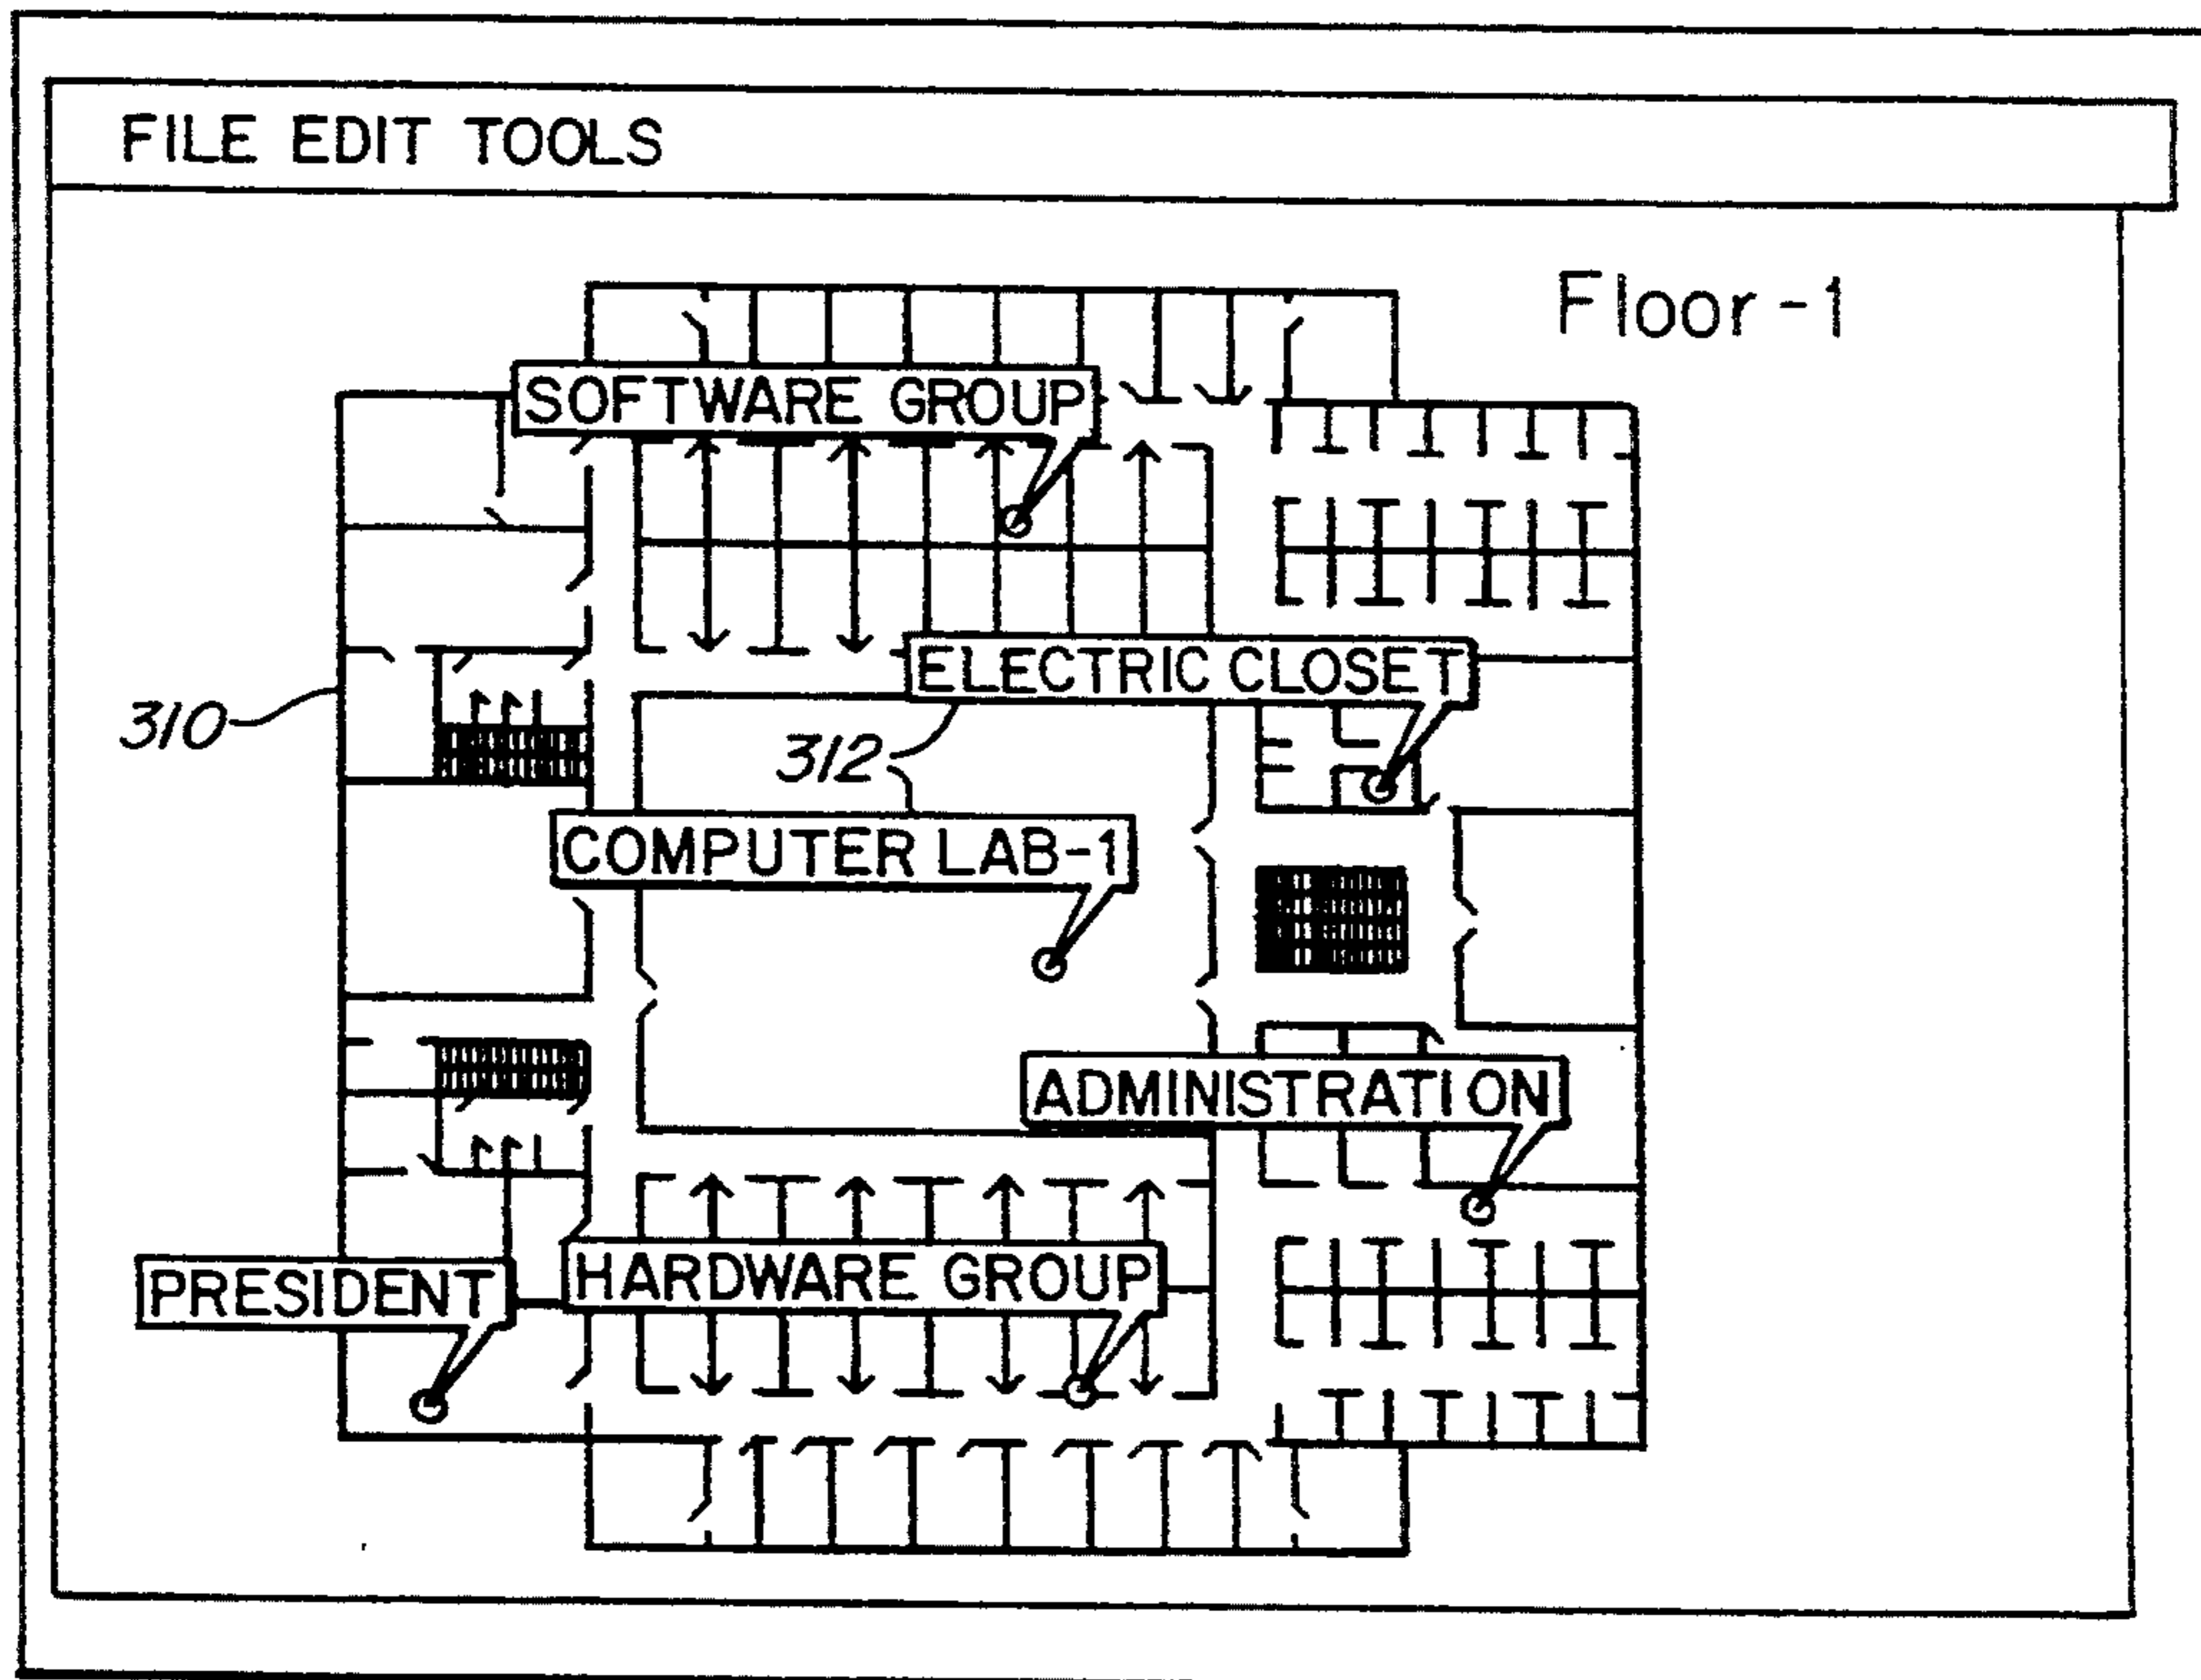 FILE EDIT TOOLS
Floor-1
SOFTWARE GROUP
ELECTRIC CLOSET
310
312
COMPUTER LAB-1
ADMINISTRATION
HARDWARE GROUP
PRESIDENT